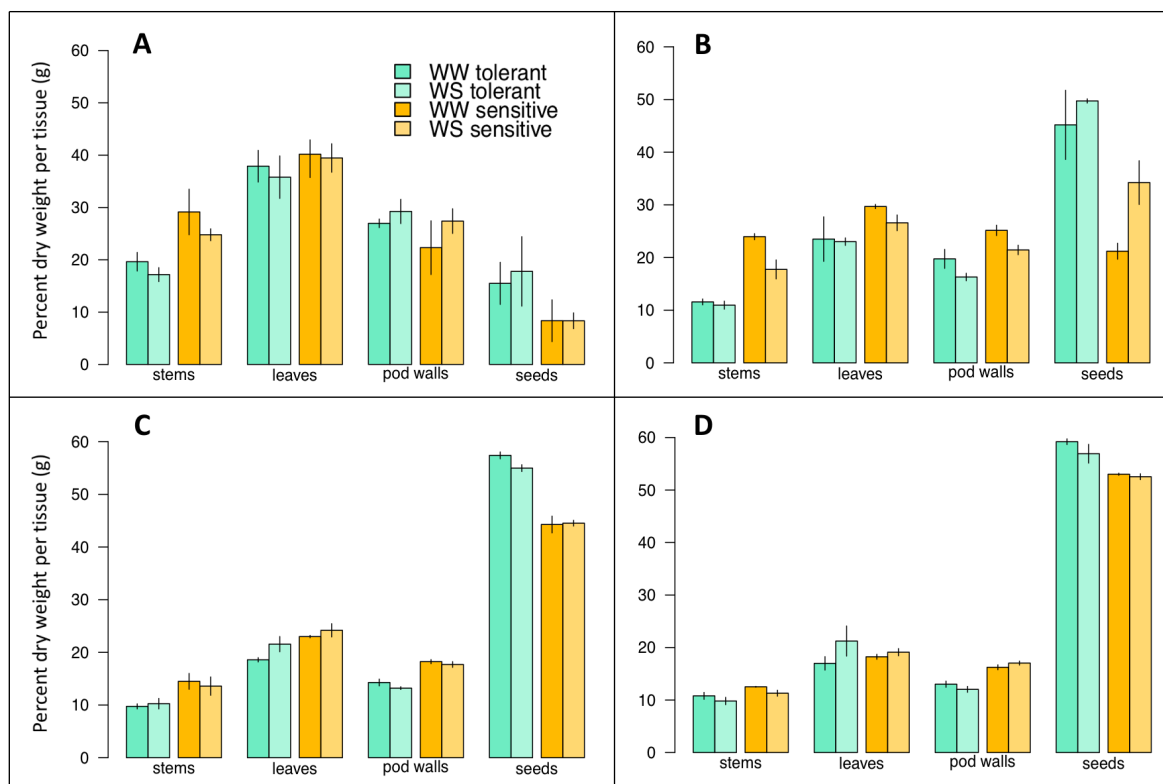 A
Percent dry weight per tissue (g)
60
50
40
30
20
10
0
WW tolerant
WS tolerant
WW sensitive
WS sensitive
stems leaves pod walls seeds
B
60
50
40
30
20
10
0
stems leaves pod walls seeds
C
Percent dry weight per tissue (g)
60
50
40
30
20
10
0
stems leaves pod walls seeds
D
60
50
40
30
20
10
0
stems leaves pod walls seeds